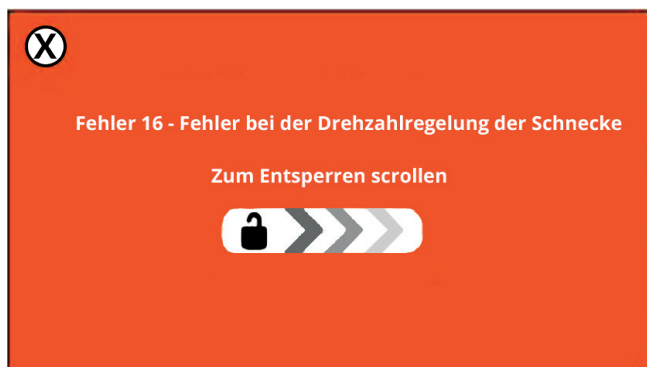 X
Fehler 16 - Fehler bei der Drehzahlregelung der Schnecke
Zum Entsperren scrollen